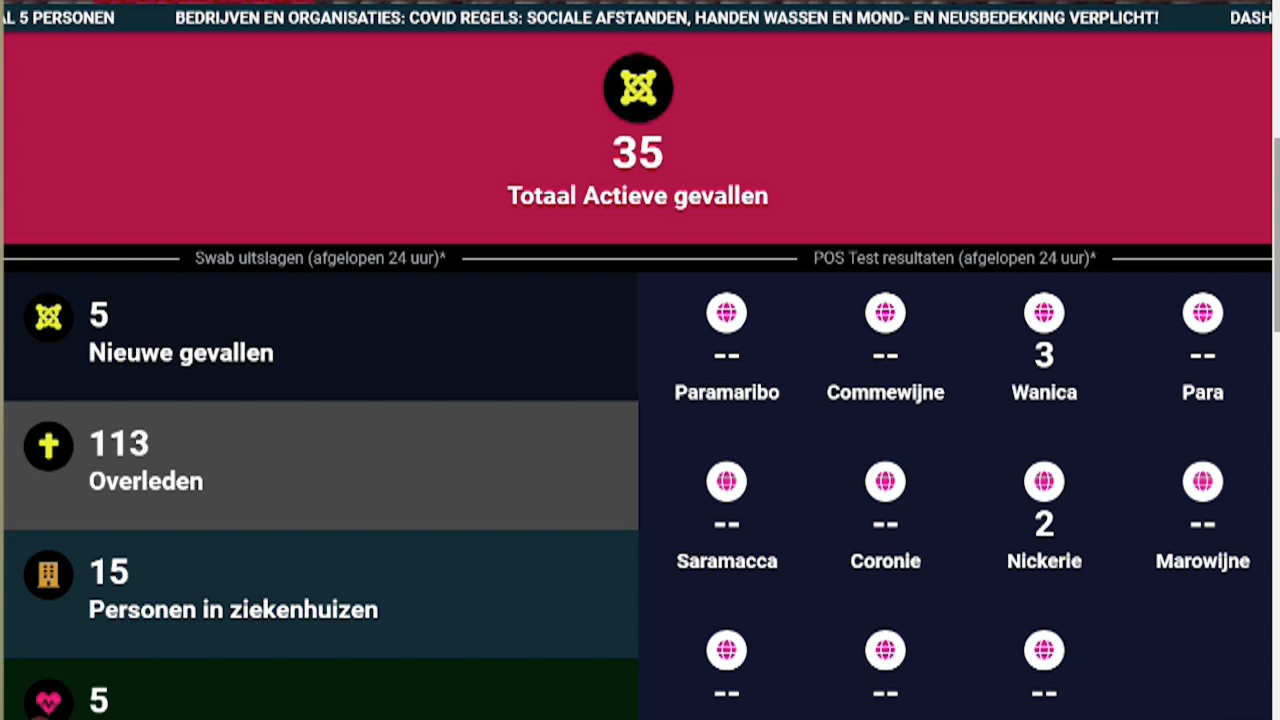 L 5 PERSONEN BEDRIJVEN EN ORGANISATIES: COVID REGELS: SOCIALE AFSTANDEN, HANDEN WASSEN EN MOND- EN NEUSBEDEKKING VERPLICHT! DASH
35
Totaal Actieve gevallen
Swab uitslagen (afgelopen 24 uur)*
POS Test resultaten (afgelopen 24 uur)*
5
Nieuwe gevallen
113
Overleden
15
Personen in ziekenhuizen
5
-- -- 3 --
Paramaribo Commewijne Wanica Para
-- -- 2 --
Saramacca Coronie Nickerie Marowijne
-- -- --